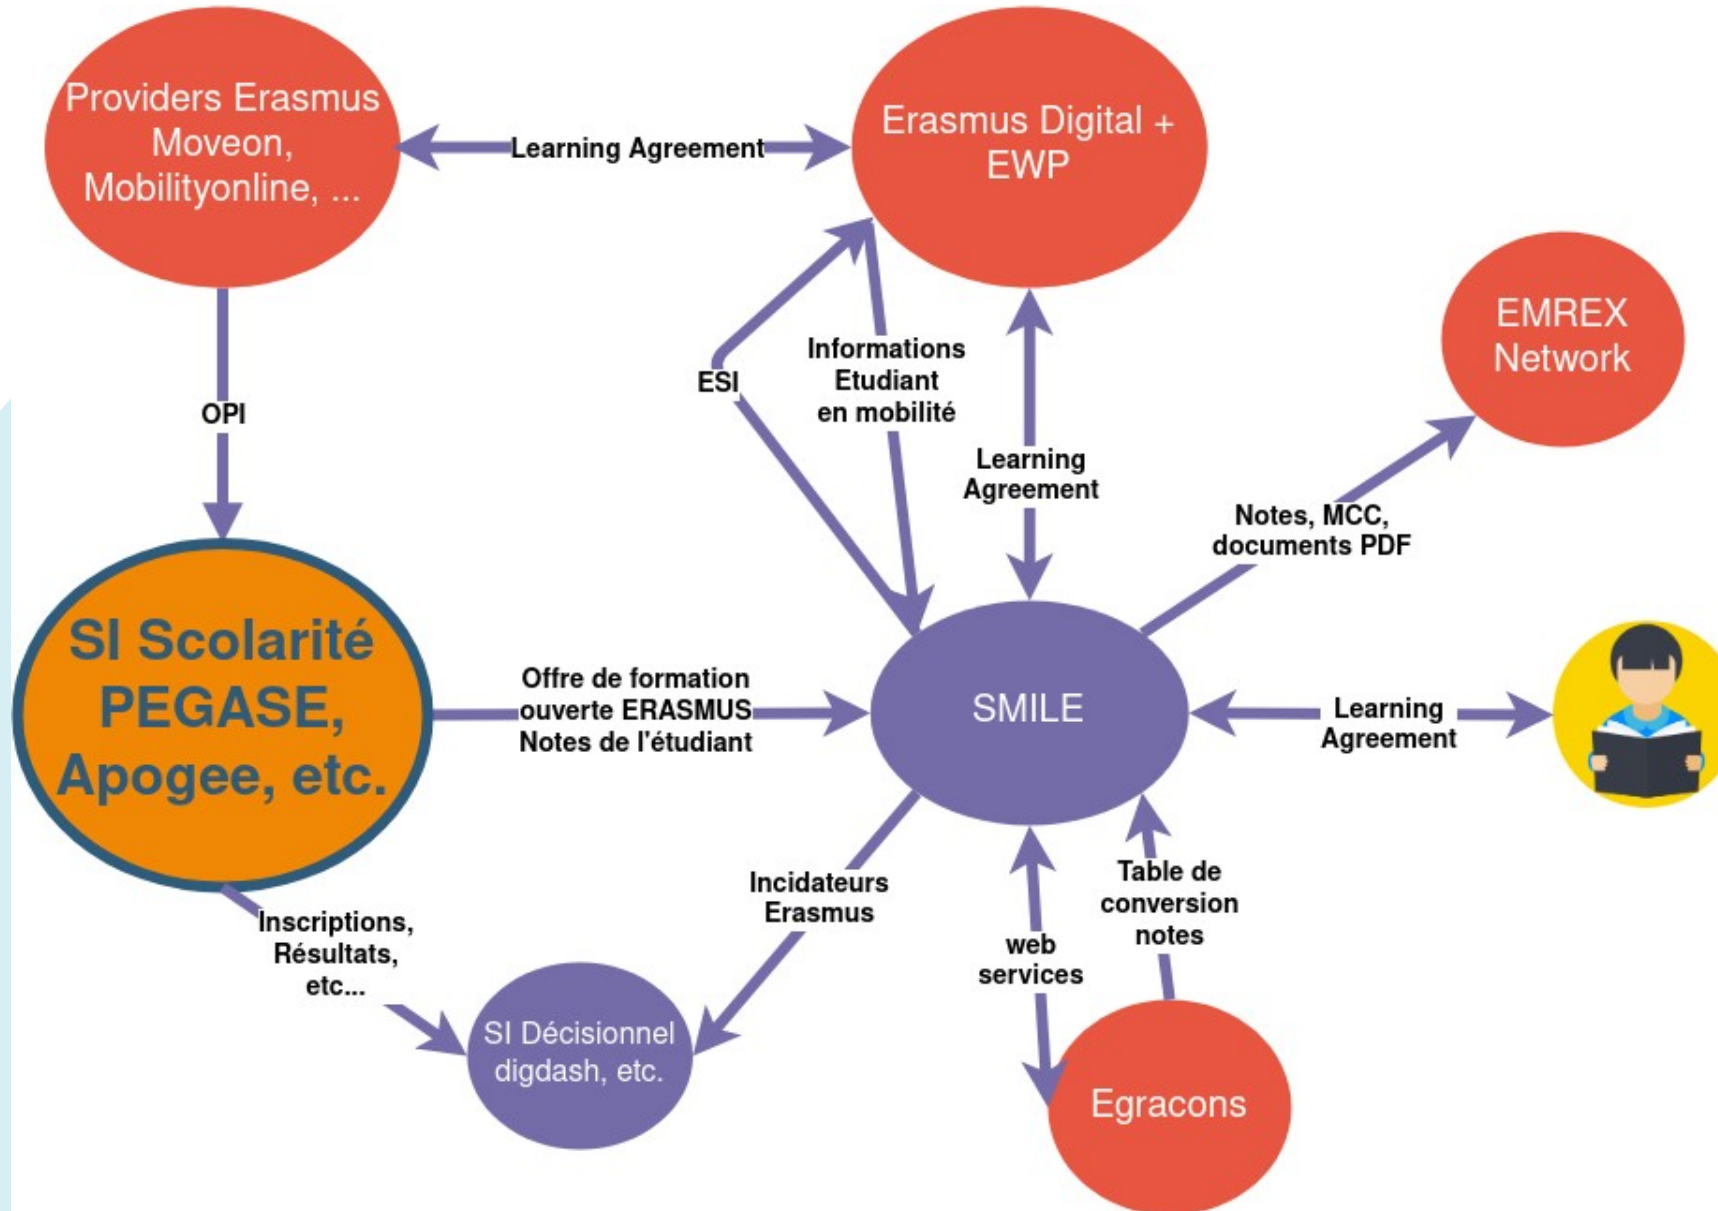 Providers Erasmus
Moveon,
Mobilityonline, ...
Learning Agreement
Erasmus Digital +
EWP
EMREX
Network
OPI
ESI
Informations
Etudiant
en mobilité
Learning
Agreement
Notes, MCC,
documents PDF
SI Scolarité
PEGASE,
Apogee, etc.
Offre de formation
ouverte ERASMUS
Notes de l'étudiant
SMILE
Learning
Agreement
Inscriptions,
Résultats,
etc...
Incidateurs
Erasmus
Table de
conversion
notes
web
services
SI Décisionnel
digdash, etc.
Egracons